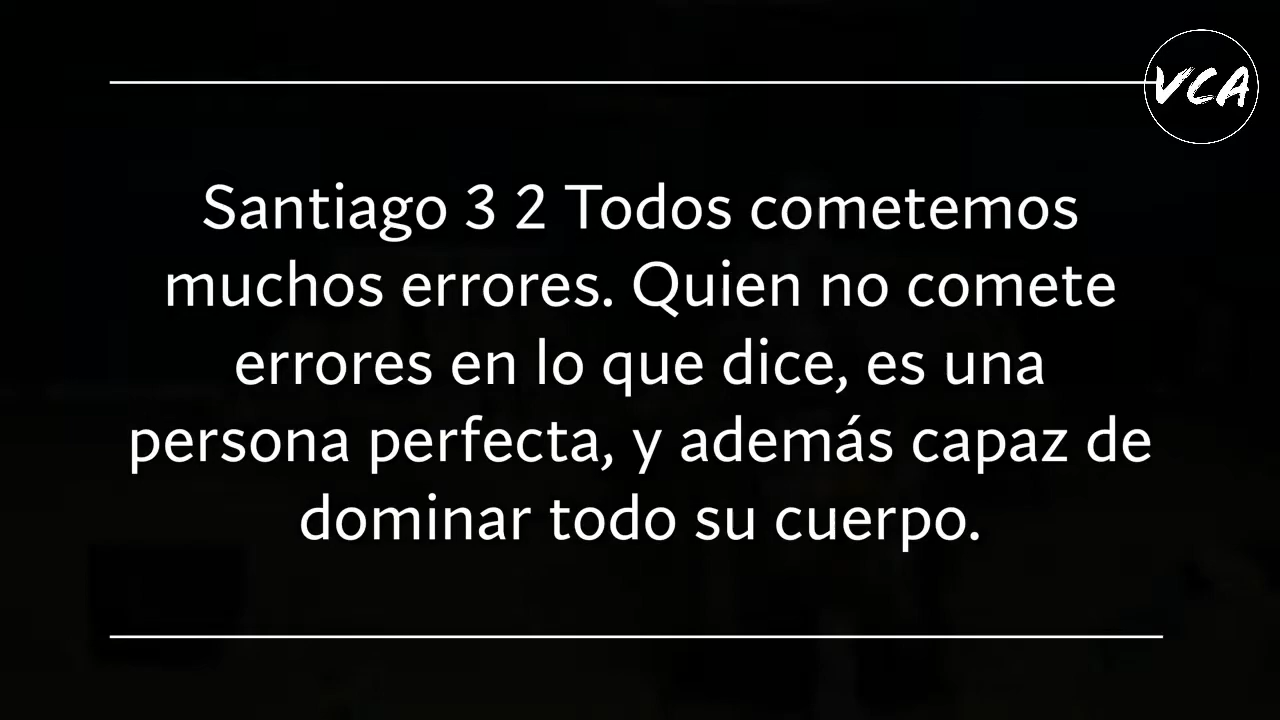 VCA
Santiago 3 2 Todos cometemos
muchos errores. Quien no comete
errores en lo que dice, es una
persona perfecta, y además capaz de
dominar todo su cuerpo.